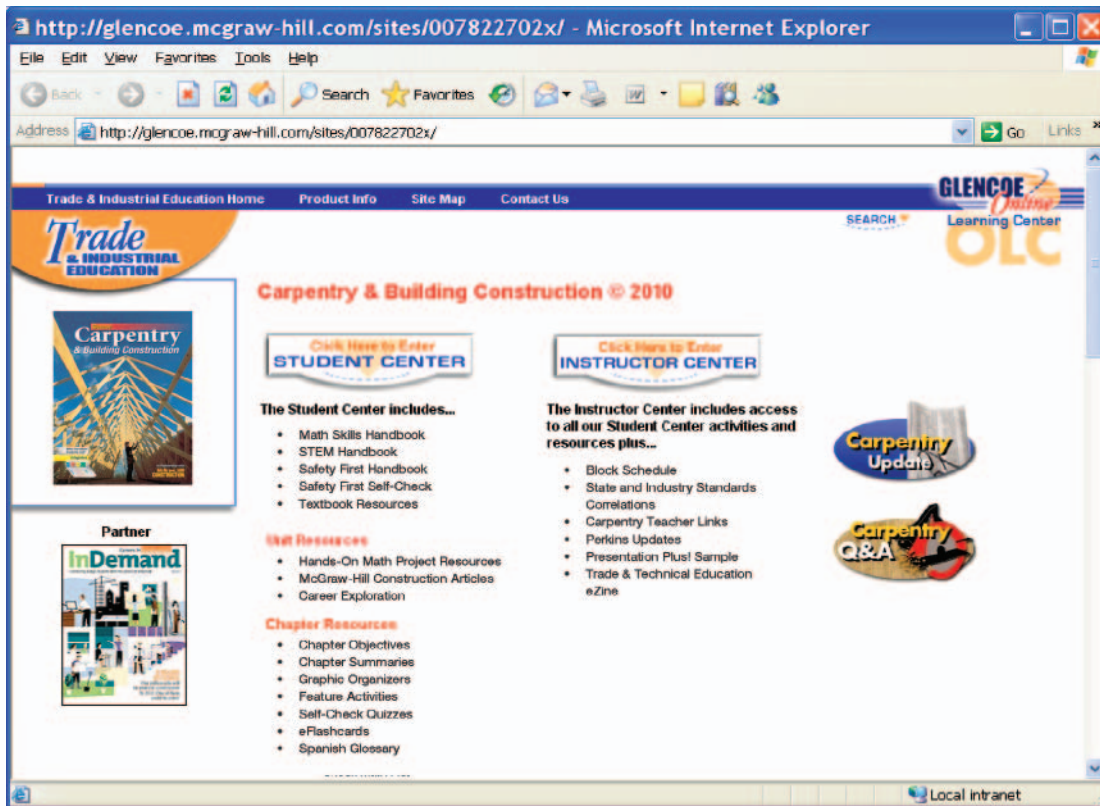 http://glencoe.mcgraw-hill.com/sites/007822702x/ - Microsoft Internet Explorer
File Edit View Favorites Tools Help
Back Search Favorites
Address http://glencoe.mcgraw-hill.com/sites/007822702x/ Go Links »
Trade & Industrial Education Home Product Info Site Map Contact Us
GLENCOE
Online
Learning Center
OLC
SEARCH
Trade
& INDUSTRIAL
EDUCATION
Carpentry & Building Construction © 2010
Carpentry
& Building Construction
Click Here to Enter
STUDENT CENTER
The Student Center includes...
• Math Skills Handbook
• STEM Handbook
• Safety First Handbook
• Safety First Self-Check
• Textbook Resources
Unit Resources
• Hands-On Math Project Resources
• McGraw-Hill Construction Articles
• Career Exploration
Chapter Resources
• Chapter Objectives
• Chapter Summaries
• Graphic Organizers
• Feature Activities
• Self-Check Quizzes
• eFlashcards
• Spanish Glossary
Click Here to Enter
INSTRUCTOR CENTER
The Instructor Center includes access
to all our Student Center activities and
resources plus...
• Block Schedule
• State and Industry Standards
Correlations
• Carpentry Teacher Links
• Perkins Updates
• Presentation Plus! Sample
• Trade & Technical Education
eZine
Carpentry
Update
Carpentry
Q&A
Partner
InDemand
Local intranet